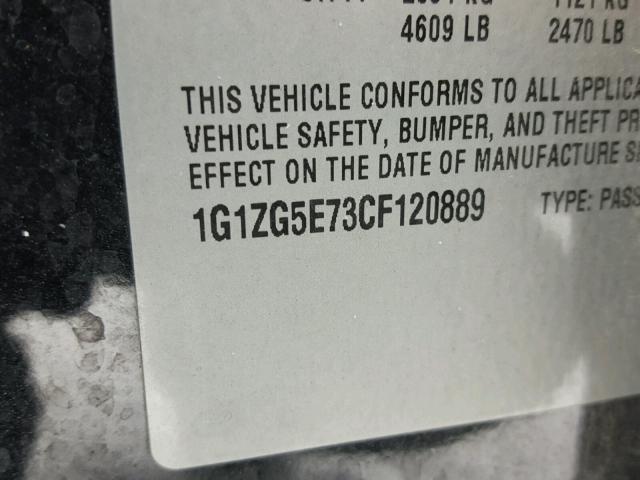 4609 LB 2470 LB
THIS VEHICLE CONFORMS TO ALL APPLICA
VEHICLE SAFETY, BUMPER, AND THEFT PR
EFFECT ON THE DATE OF MANUFACTURE S
1G1ZG5E73CF120889 TYPE: PASS